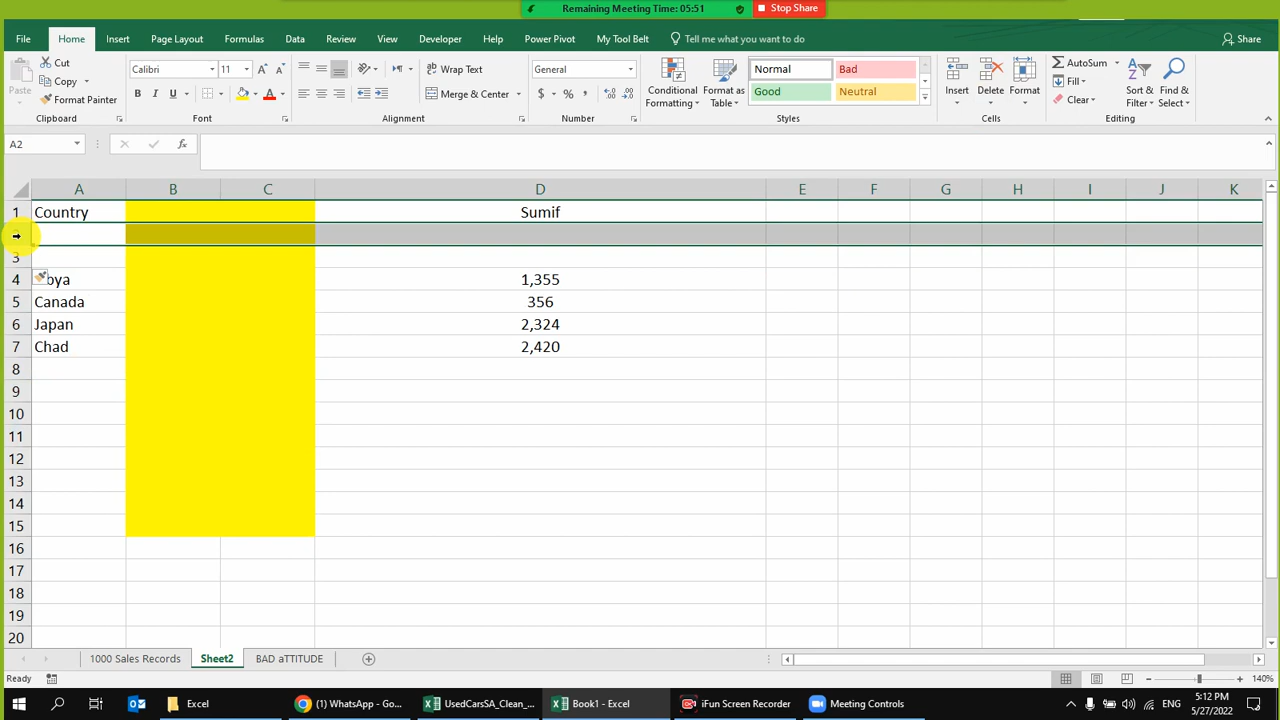 Remaining Meeting Time: 05:51 Stop Share
File Home Insert Page Layout Formulas Data Review View Developer Help Power Pivot My Tool Belt Tell me what you want to do Share
Cut Calibri 11 Wrap Text General Normal Bad AutoSum
Copy Fill
Paste Format Painter B I U Merge & Center $ % Conditional Formatting Format as Table Good Neutral Insert Delete Format Clear Sort & Filter Find & Select
Clipboard Font Alignment Number Styles Cells Editing
A2 fx
A B C D E F G H I J K
1 Country Sumif
3
4 oya 1,355
5 Canada 356
6 Japan 2,324
7 Chad 2,420
8
9
10
11
12
13
14
15
16
17
18
19
20
1000 Sales Records Sheet2 BAD aTTITUDE
Ready 140%
Excel (1) WhatsApp - Go... UsedCarsSA_Clean_... Book1 - Excel iFun Screen Recorder Meeting Controls ENG 5:12 PM
5/27/2022